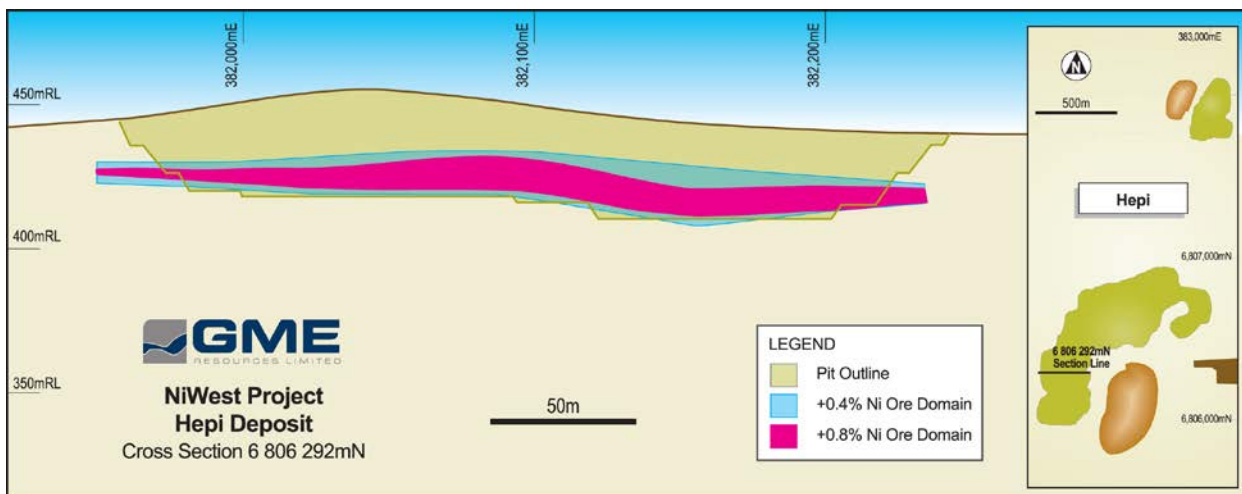 382,000mE
382,100mE
382,200mE
450mRL
400mRL
350mRL
GME
RESOURCES LIMITED
NiWest Project
Hepi Deposit
Cross Section 6 806 292mN
50m
LEGEND
Pit Outline
+0.4% Ni Ore Domain
+0.8% Ni Ore Domain
383,000mE
N
500m
Hepi
6,807,000mN
6 806 292mN
Section Line
6,806,000mN